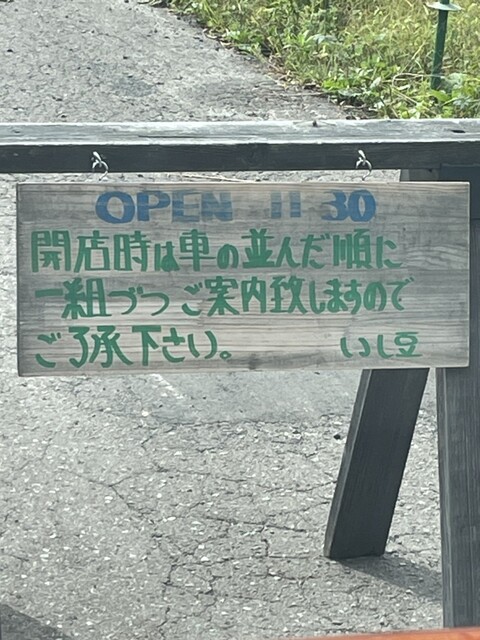 OPEN 11 30
開店時は車の並んだ順に
一組づつご案内致しますので
ご了承下さい。 いし豆